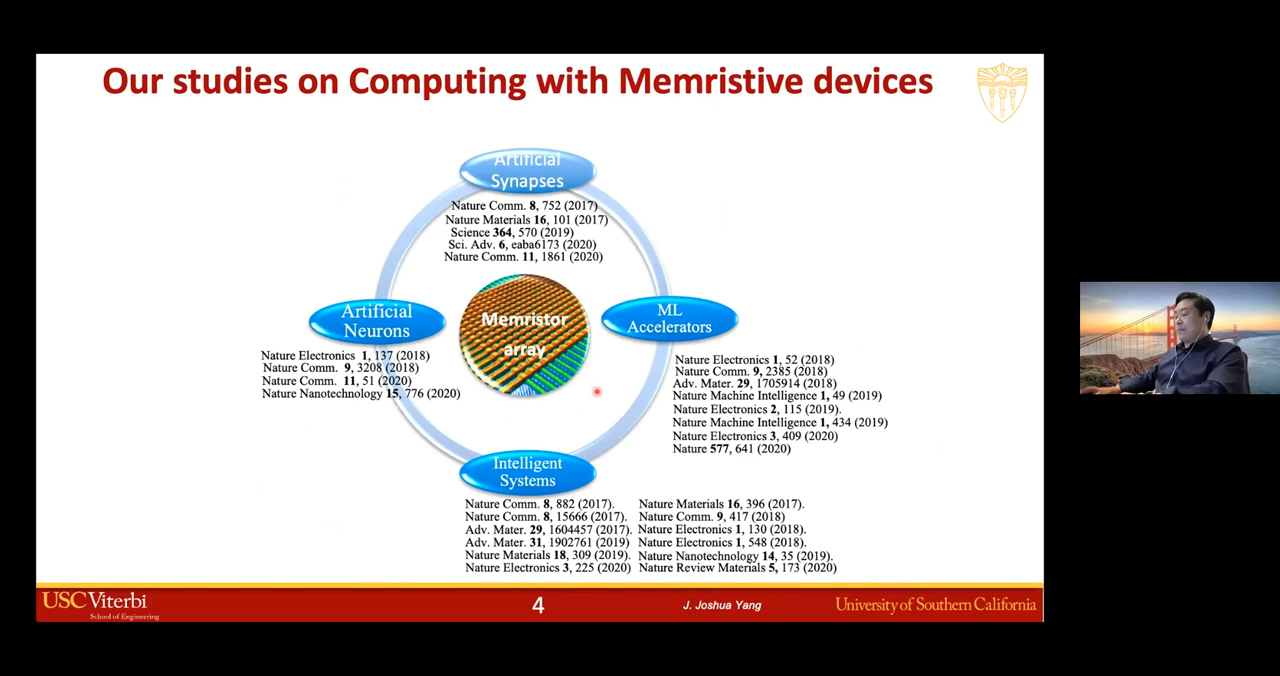 Our studies on Computing with Memristive devices
Artificial
Synapses
Nature Comm. 8, 752 (2017)
Nature Materials 16, 101 (2017)
Science 364, 570 (2019)
Sci. Adv. 6, eaba6173 (2020)
Nature Comm. 11, 1861 (2020)
Artificial
Neurons
Nature Electronics 1, 137 (2018)
Nature Comm. 9, 3208 (2018)
Nature Comm. 11, 51 (2020)
Nature Nanotechnology 15, 776 (2020)
Memristor
array
ML
Accelerators
Nature Electronics 1, 52 (2018)
Nature Comm. 9, 2385 (2018)
Adv. Mater. 29, 1705914 (2018)
Nature Machine Intelligence 1, 49 (2019)
Nature Electronics 2, 115 (2019).
Nature Machine Intelligence 1, 434 (2019)
Nature Electronics 3, 409 (2020)
Nature 577, 641 (2020)
Intelligent
Systems
Nature Comm. 8, 882 (2017).
Nature Comm. 8, 15666 (2017).
Adv. Mater. 29, 1604457 (2017).
Adv. Mater. 31, 1902761 (2019)
Nature Materials 18, 309 (2019).
Nature Electronics 3, 225 (2020)
Nature Materials 16, 396 (2017).
Nature Comm. 9, 417 (2018)
Nature Electronics 1, 130 (2018).
Nature Electronics 1, 548 (2018).
Nature Nanotechnology 14, 35 (2019).
Nature Review Materials 5, 173 (2020)
USC Viterbi
School of Engineering
4
J. Joshua Yang
University of Southern California